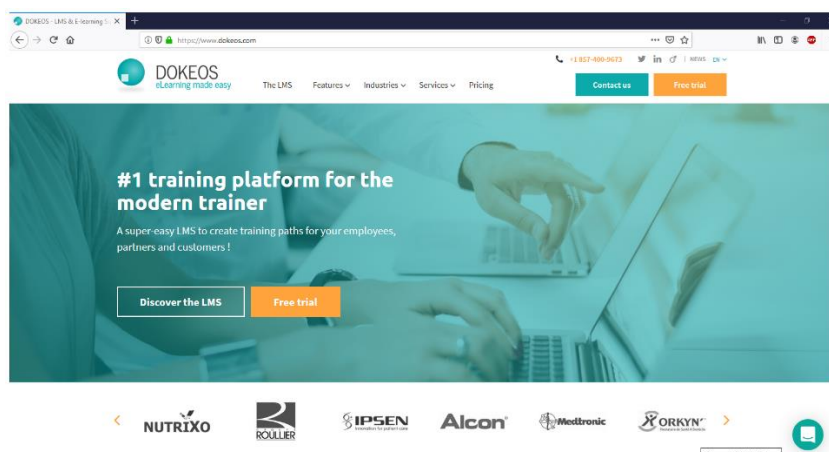 DOKEOS - LMS & E-learning S
https://www.dokeos.com
+1 857-400-9673 NEWS EN
DOKEOS
eLearning made easy
The LMS Features Industries Services Pricing
Contact us Free trial
#1 training platform for the
modern trainer
A super-easy LMS to create training paths for your employees,
partners and customers !
Discover the LMS Free trial
NUTRIXO ROULLIER IPSEN Alcon Medtronic ORKYN'